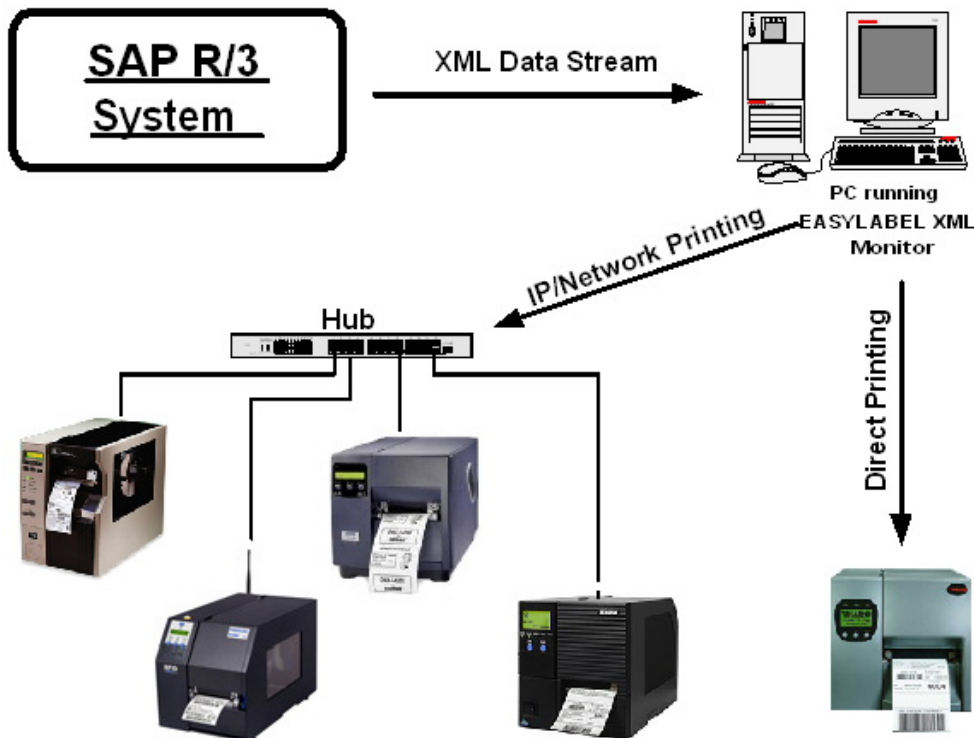 SAP R/3
System
XML Data Stream
PC running
EASYLABEL XML
Monitor
IP/Network Printing
Hub
Direct Printing